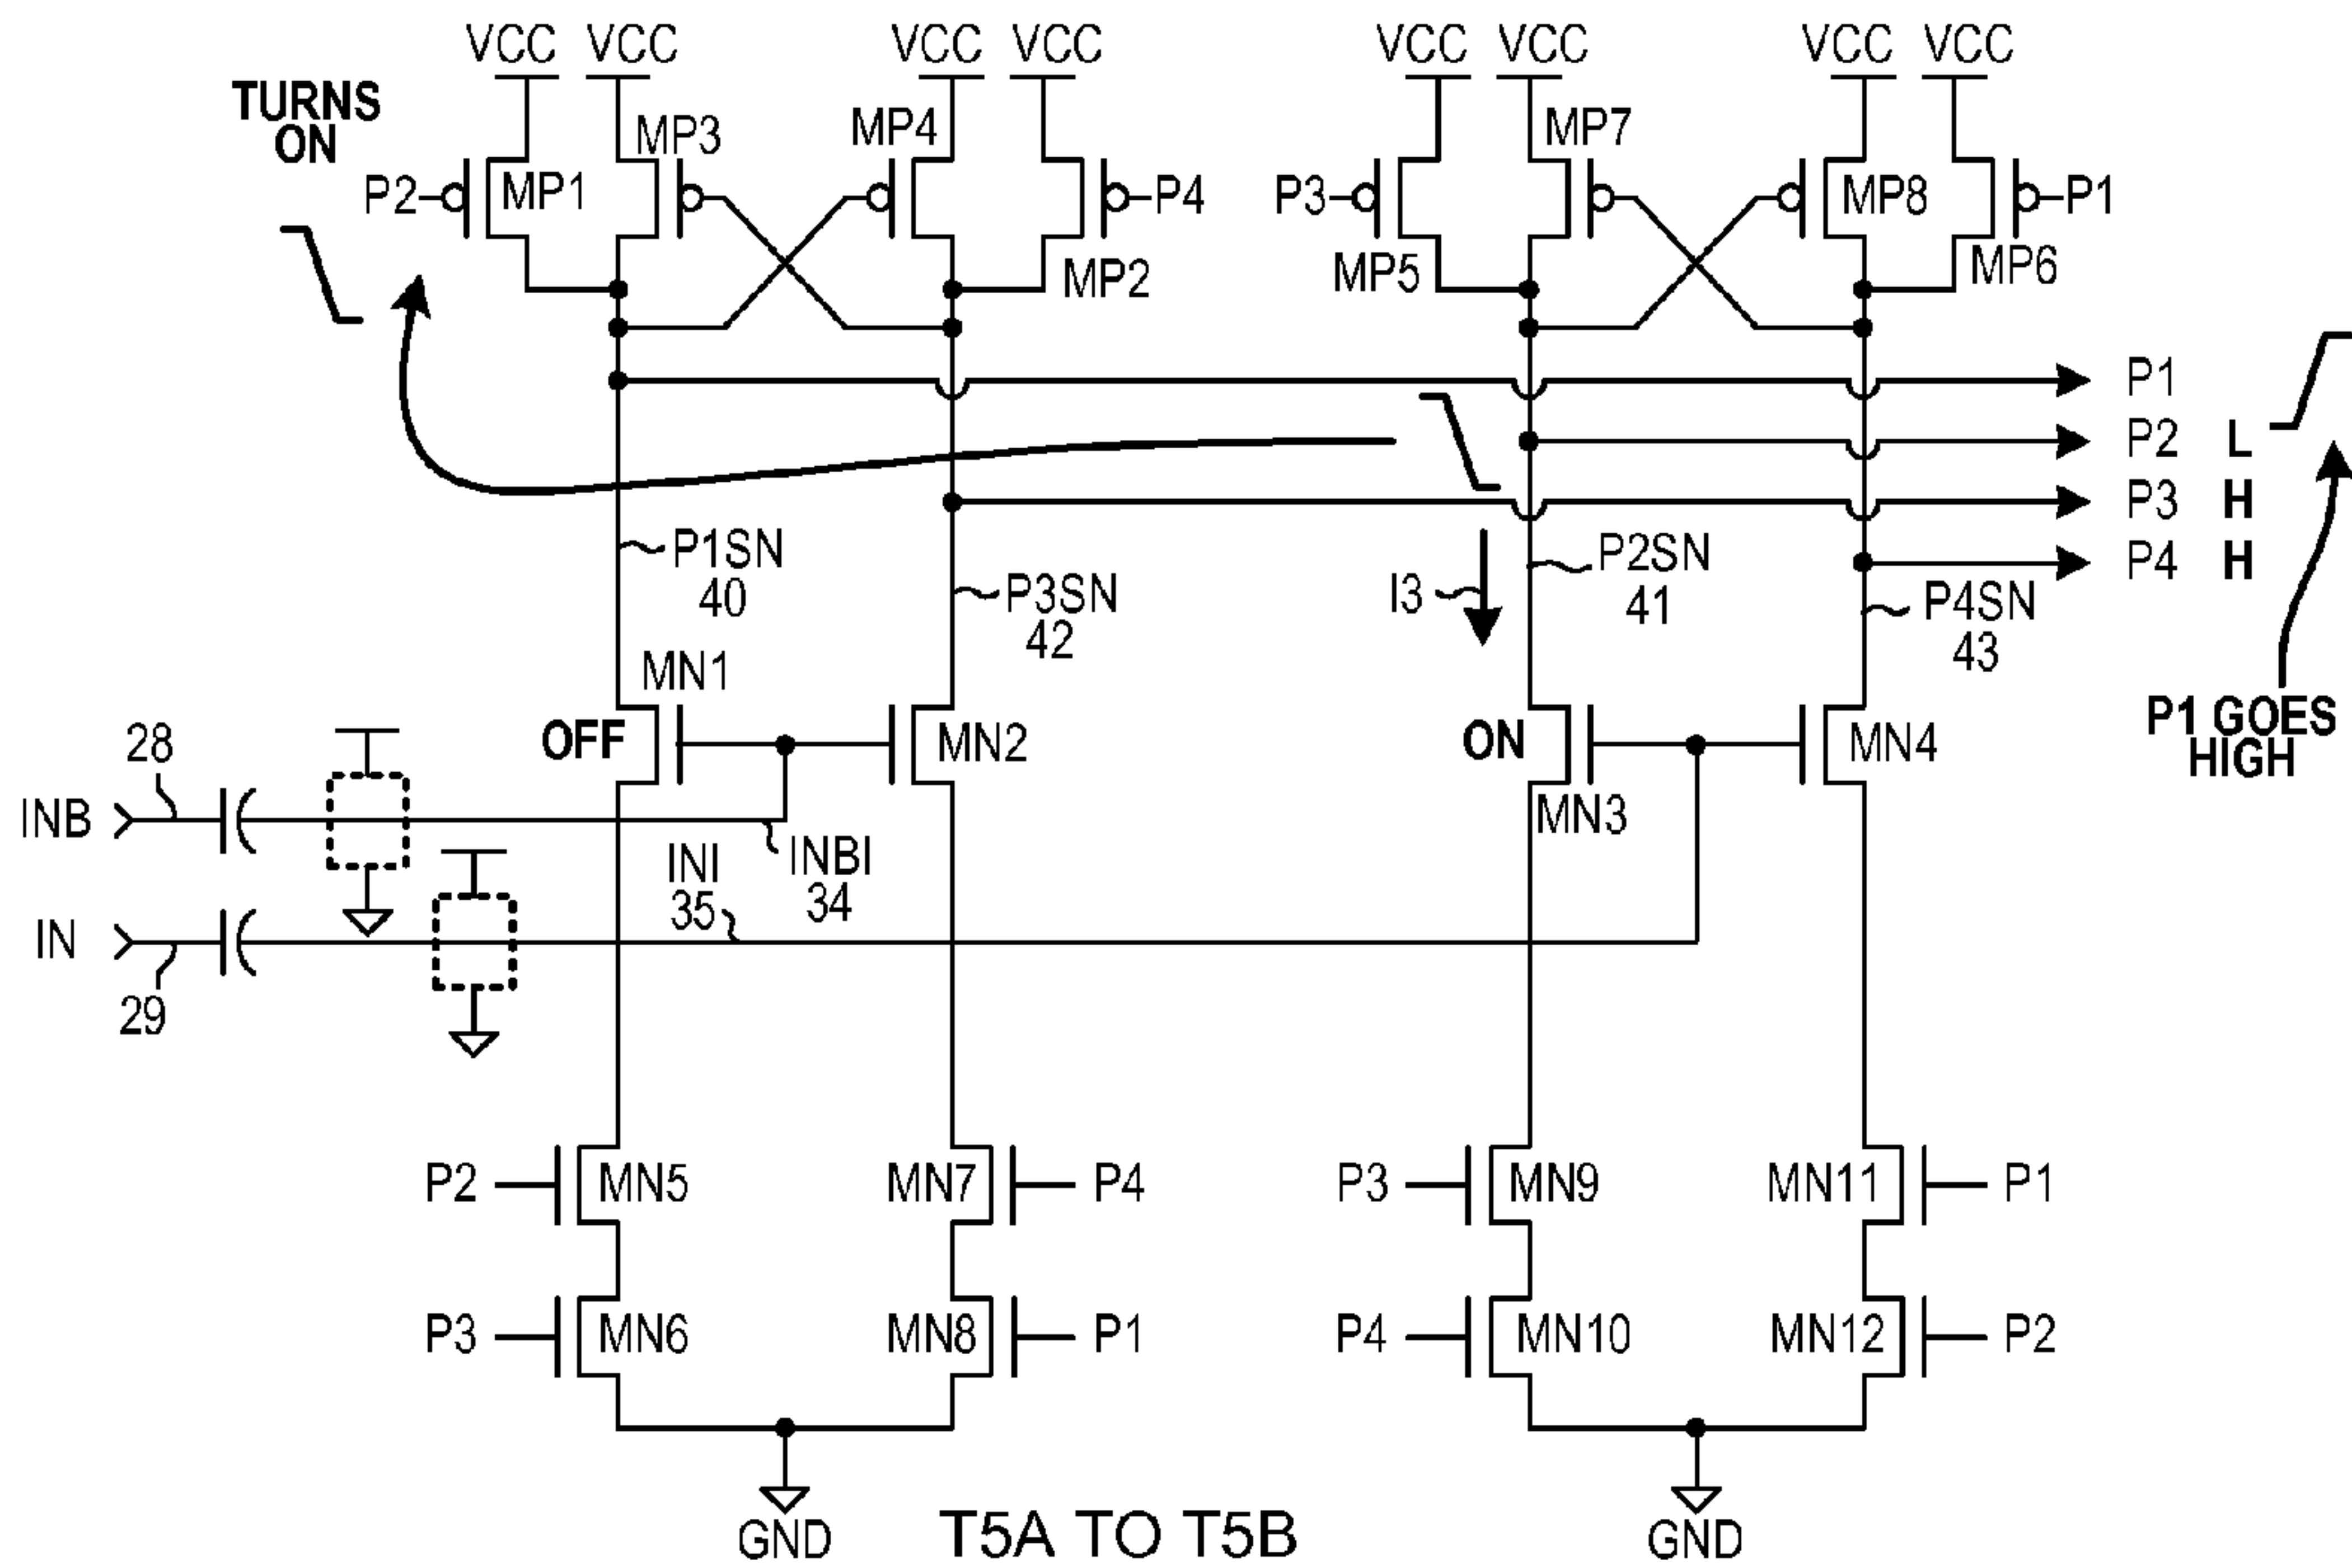 VCC VCC VCC VCC VCC VCC VCC VCC
TURNS
ON
MP3 MP4 MP7
P2 MP1 P4 P3 MP8 P1
MP2 MP5 MP6
P1
P2 L
P3 H
P4 H
P1SN
40
P3SN
42
I3
P2SN
41
P4SN
43
MN1
OFF MN2 ON MN4
MN3
P1 GOES
HIGH
28
INB
INI
35
INBI
34
IN
29
P2 MN5 MN7 P4 P3 MN9 MN11 P1
P3 MN6 MN8 P1 P4 MN10 MN12 P2
GND T5A TO T5B GND